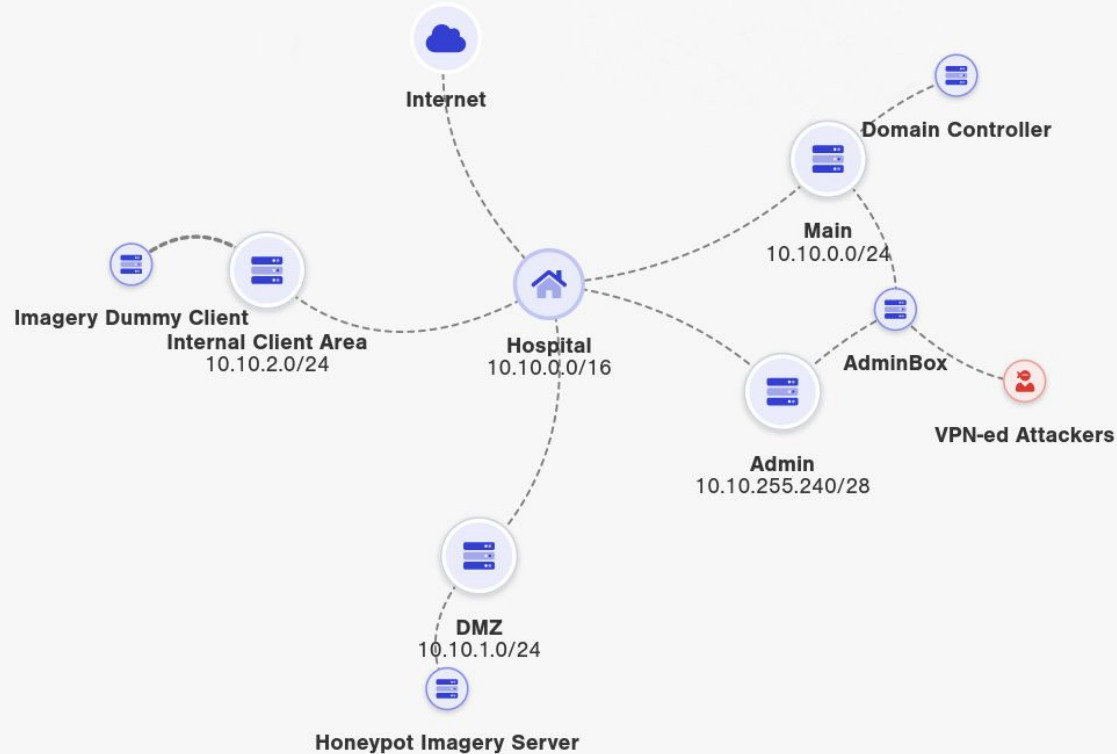 Internet
Domain Controller
Main
10.10.0.0/24
Imagery Dummy Client
Internal Client Area
10.10.2.0/24
Hospital
10.10.0.0/16
AdminBox
VPN-ed Attackers
Admin
10.10.255.240/28
DMZ
10.10.1.0/24
Honeypot Imagery Server